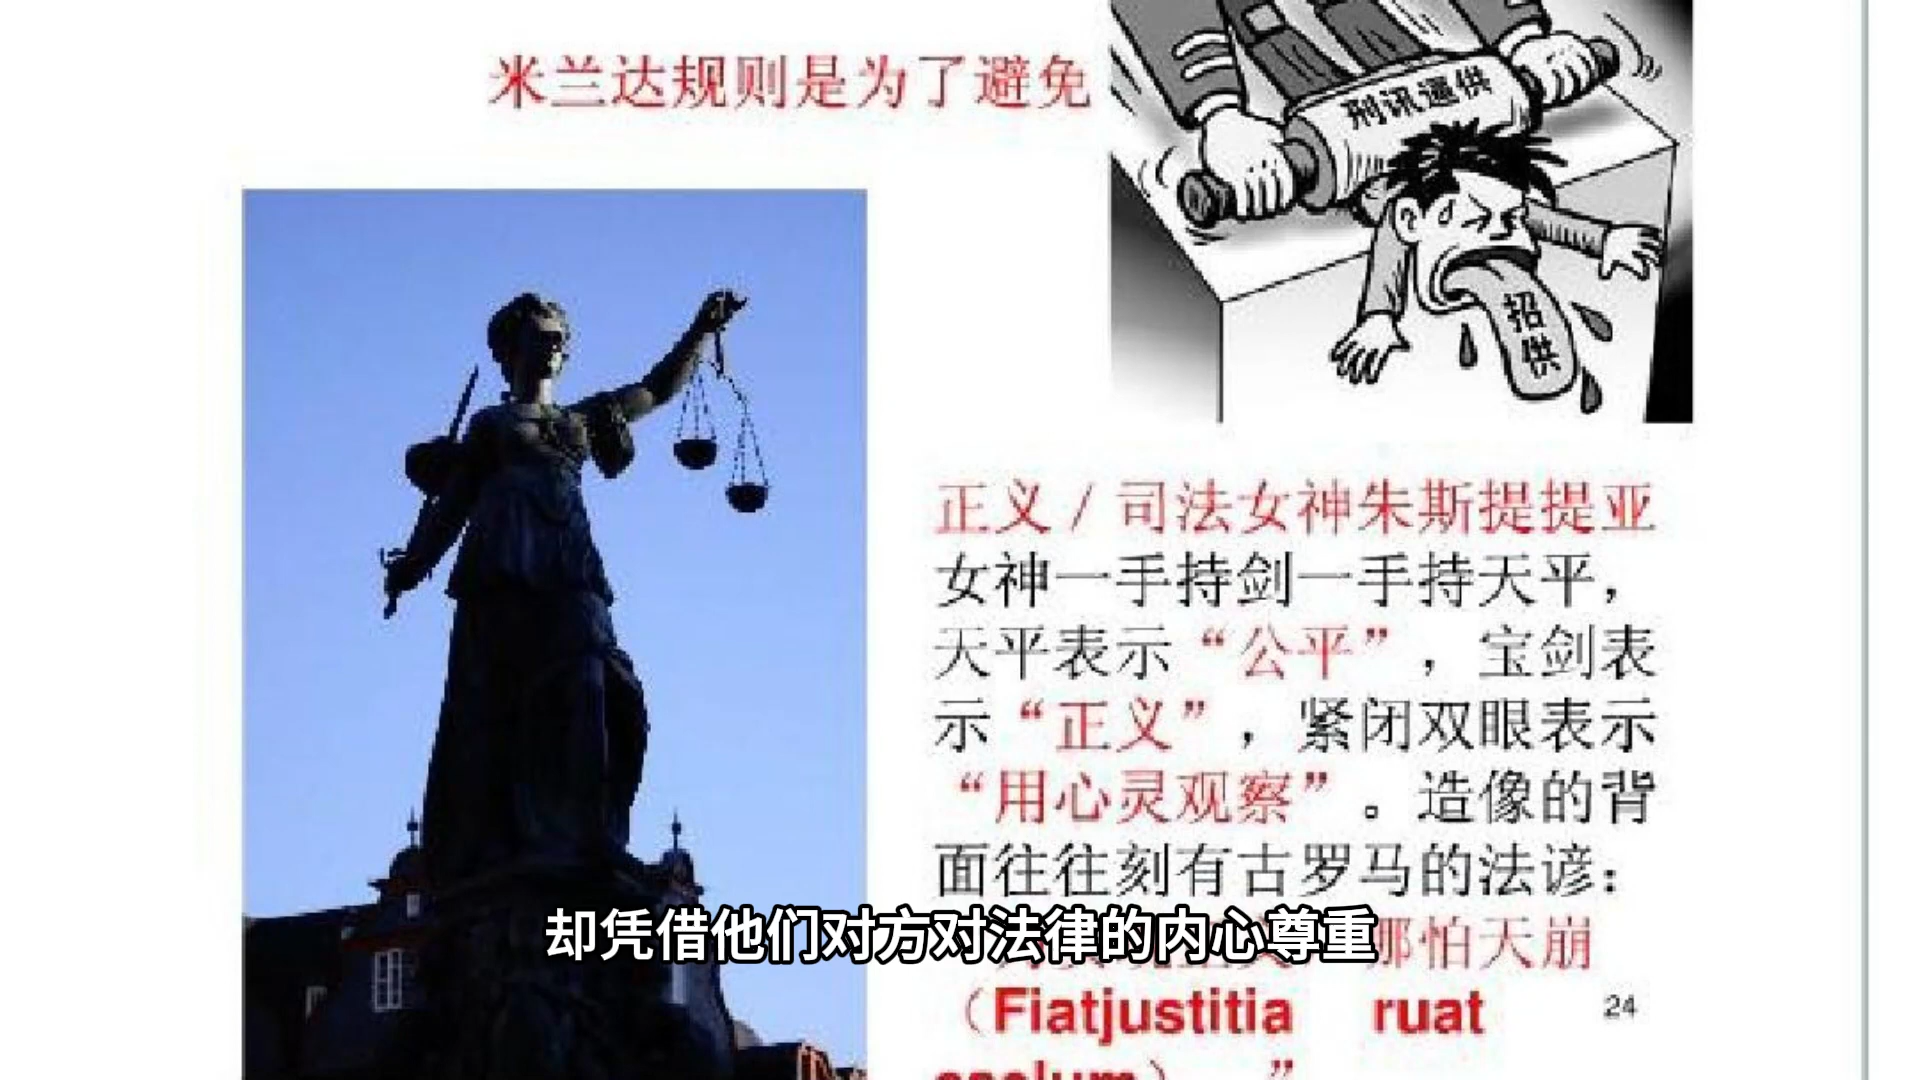 米兰达规则是为了避免
刑讯逼供
招供
正义/司法女神朱斯提提亚
女神一手持剑一手持天平，
天平表示“公平”，宝剑表
示“正义”，紧闭双眼表示
“用心灵观察”。造像的背
面往往刻有古罗马的法谚：
那怕天崩
却凭借他们对方对法律的内心尊重
（Fiatjustitia ruat
24
caelum）”